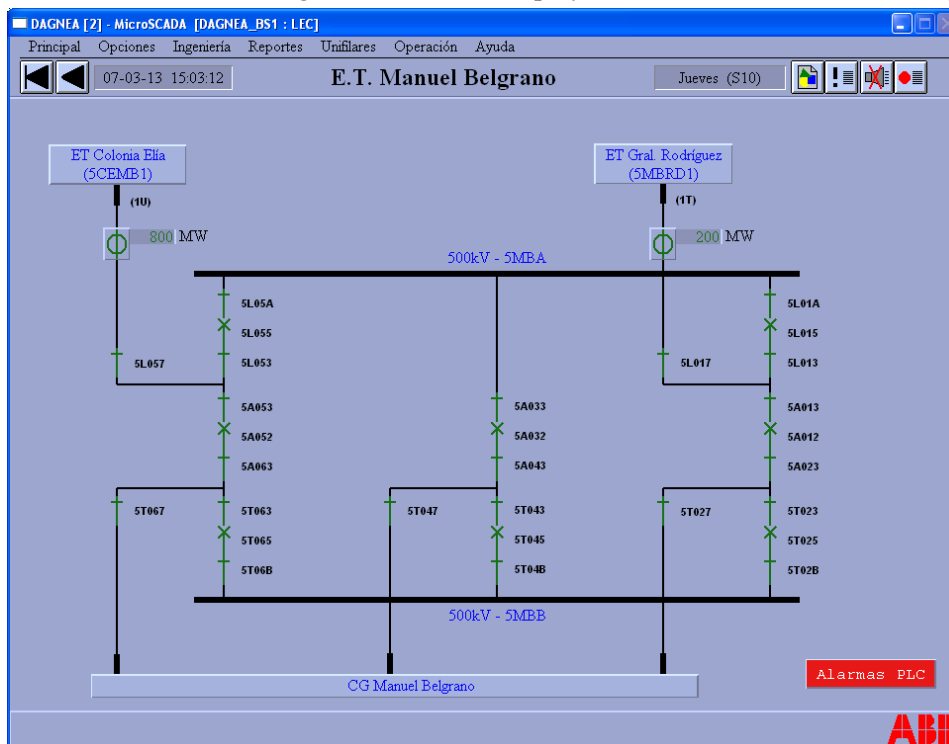 DAGNEA [2] - MicroSCADA [DAGNEA_BS1 : LEC]
Principal Opciones Ingeniería Reportes Unifilares Operación Ayuda
07-03-13 15:03:12
E.T. Manuel Belgrano
Jueves (S10)
ET Colonia Elía
(5CEMB1)
ET Gral. Rodríguez
(5MBRD1)
(1U)
(1T)
800 MW
200 MW
500kV - 5MBA
5L05A
5L01A
5L055
5L015
5L057
5L053
5L017
5L013
5A053
5A033
5A013
5A052
5A032
5A012
5A063
5A043
5A023
5T067
5T063
5T047
5T043
5T027
5T023
5T065
5T045
5T025
5T06B
5T04B
5T02B
500kV - 5MBB
Alarmas PLC
CG Manuel Belgrano
ABB